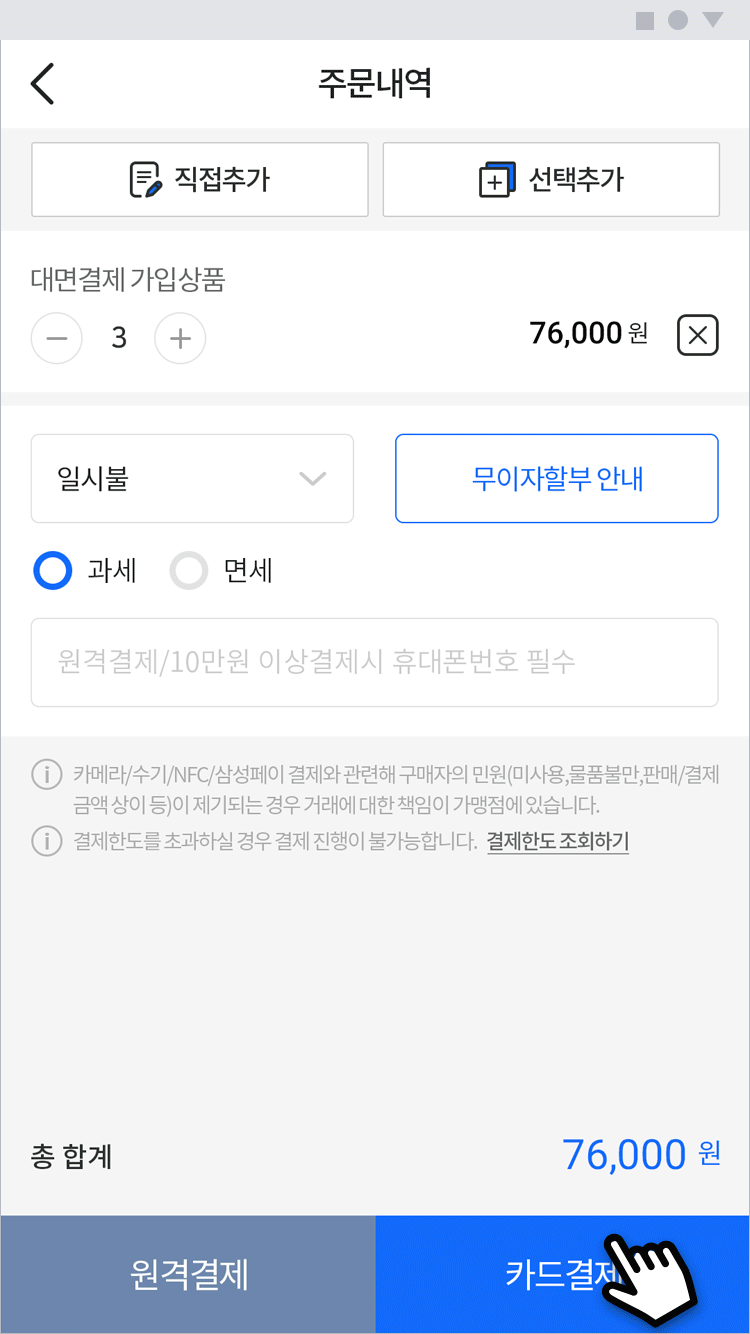 주문내역
직접추가
선택추가
대면결제 가입상품
3
76,000 원
일시불
무이자할부 안내
과세
면세
원격결제/10만원 이상결제시 휴대폰번호 필수
카메라/수기/NFC/삼성페이 결제와 관련해 구매자의 민원(미사용,물품불만,판매/결제
금액 상이 등)이 제기되는 경우 거래에 대한 책임이 가맹점에 있습니다.
결제한도를 초과하실 경우 결제 진행이 불가능합니다. 결제한도 조회하기
총 합계
76,000 원
원격결제
카드결제